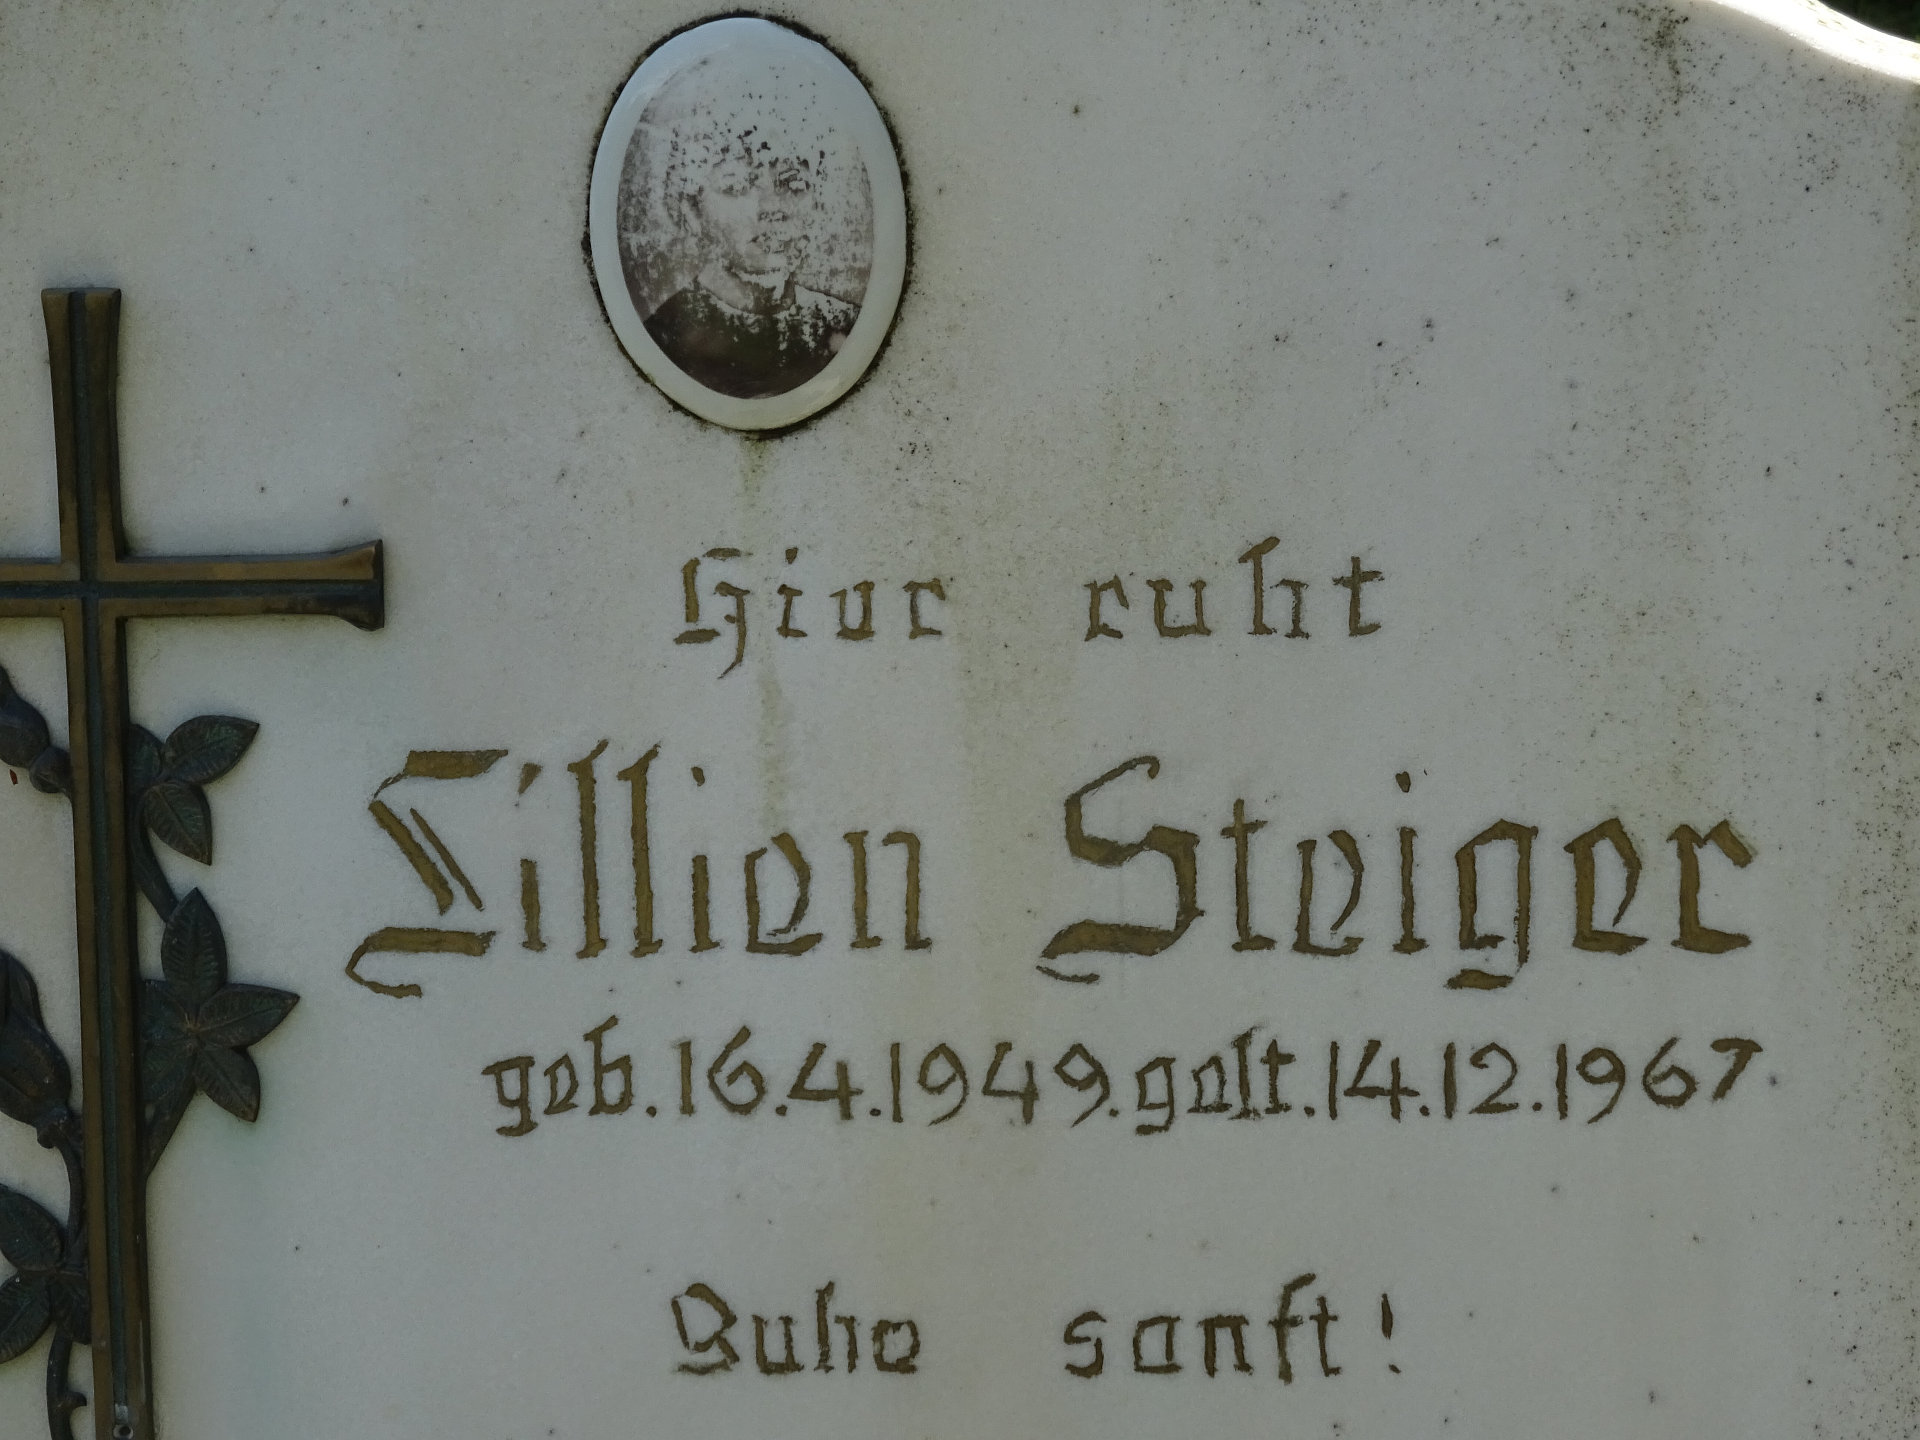 Hier ruht
Lillien Steiger
geb.16.4.1949.gest.14.12.1967
Ruhe sanft!